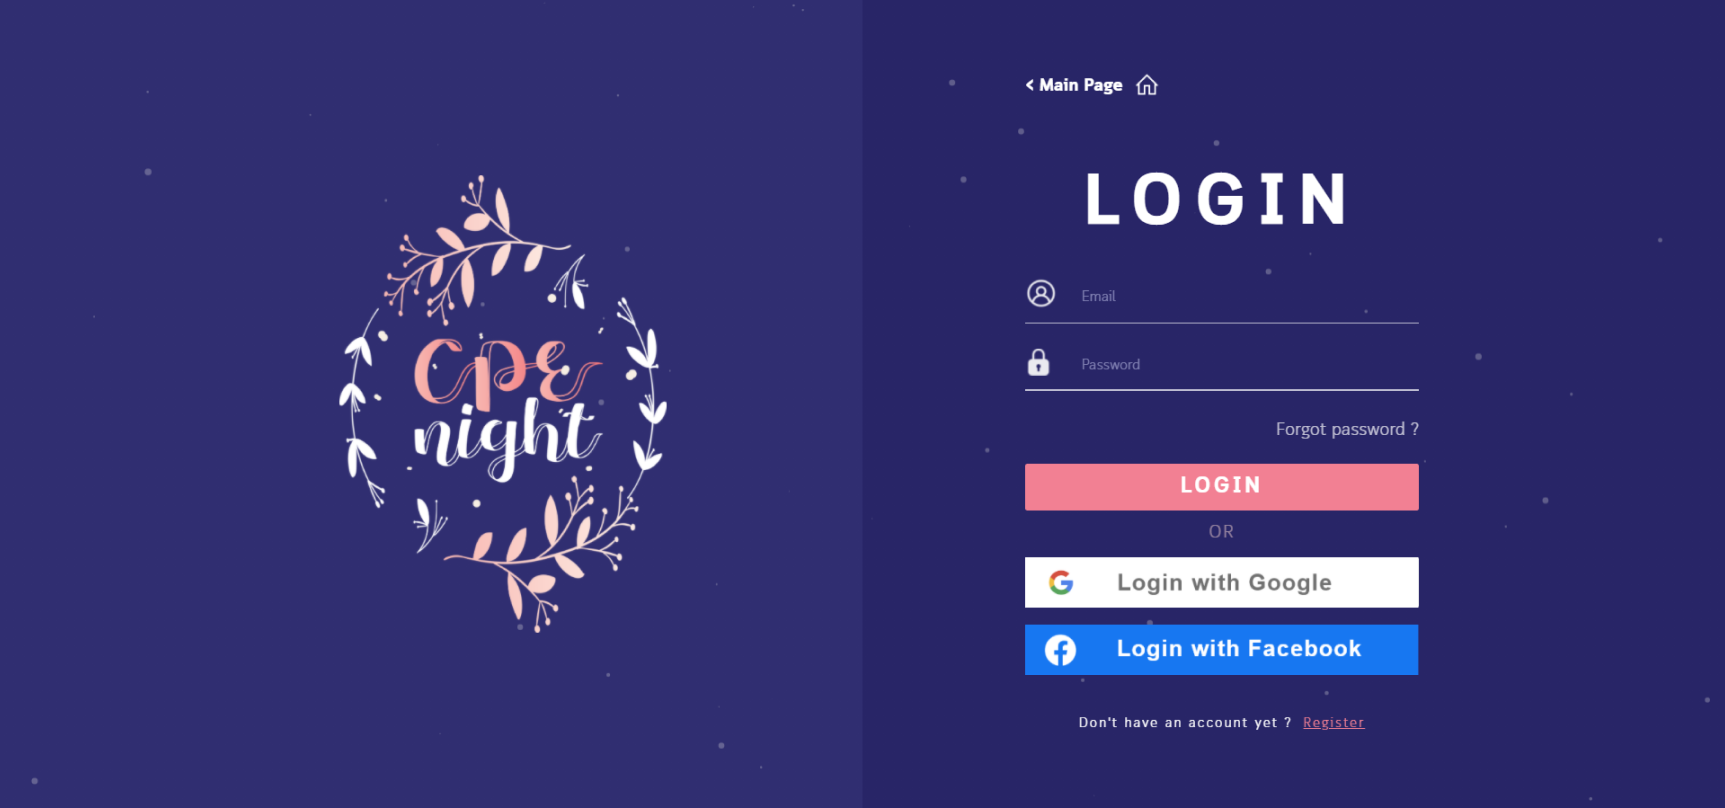 CPE
night
< Main Page
LOGIN
Email
Password
Forgot password ?
LOGIN
OR
Login with Google
Login with Facebook
Don't have an account yet ? Register